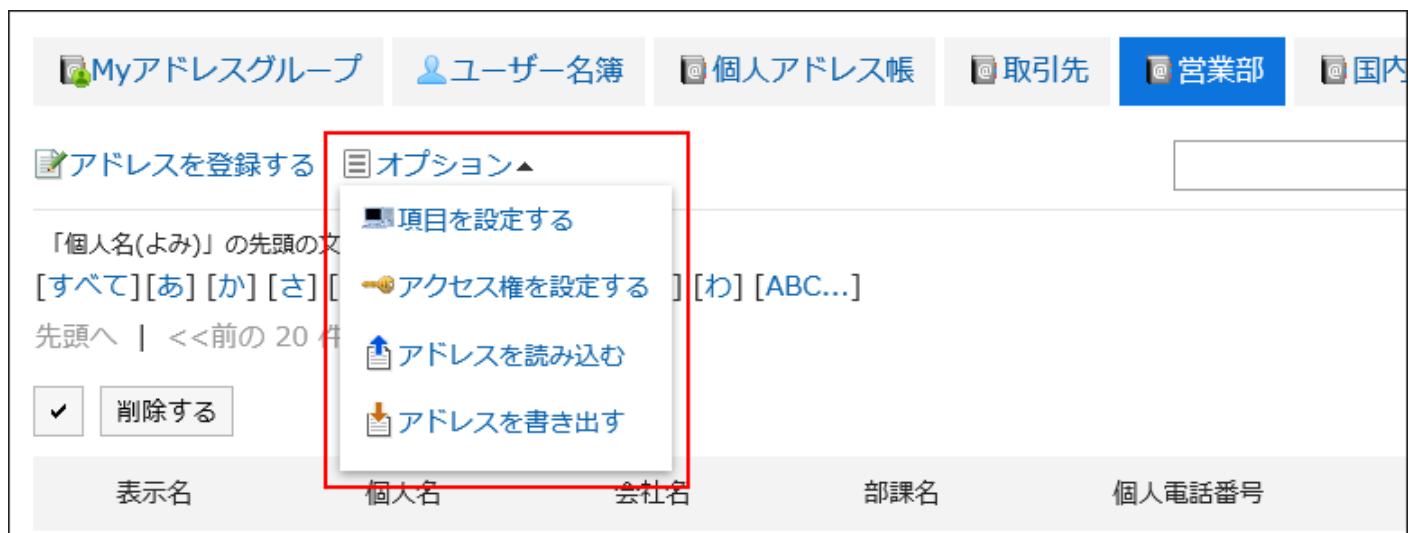 Myアドレスグループ ユーザー名簿 個人アドレス帳 取引先 営業部 国内
アドレスを登録する オプション▲
項目を設定する
「個人名(よみ)」の先頭の文
[すべて][あ] [か] [さ] [ ] [わ] [ABC...]
アクセス権を設定する
先頭へ | <<前の 20 件
アドレスを読み込む
削除する
アドレスを書き出す
表示名 個人名 会社名 部課名 個人電話番号